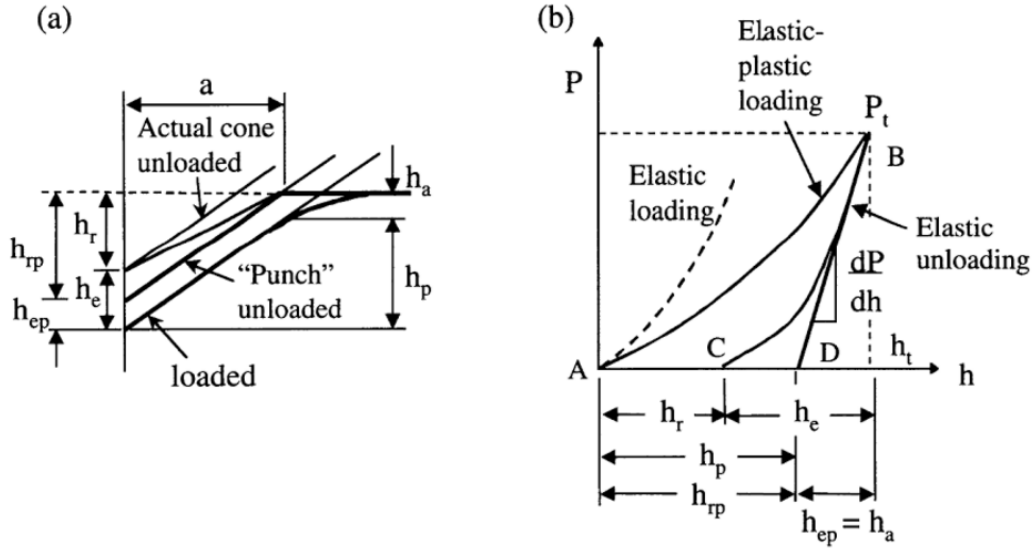 (a)
a
Actual cone
unloaded
h_a
h_r
h_rp
h_e
"Punch"
unloaded
h_p
h_ep
loaded
(b)
Elastic-
plastic
loading
P
P_t
B
Elastic
loading
Elastic
unloading
dP
dh
C
D
h_t
A
h
h_r
h_e
h_p
h_rp
h_ep = h_a